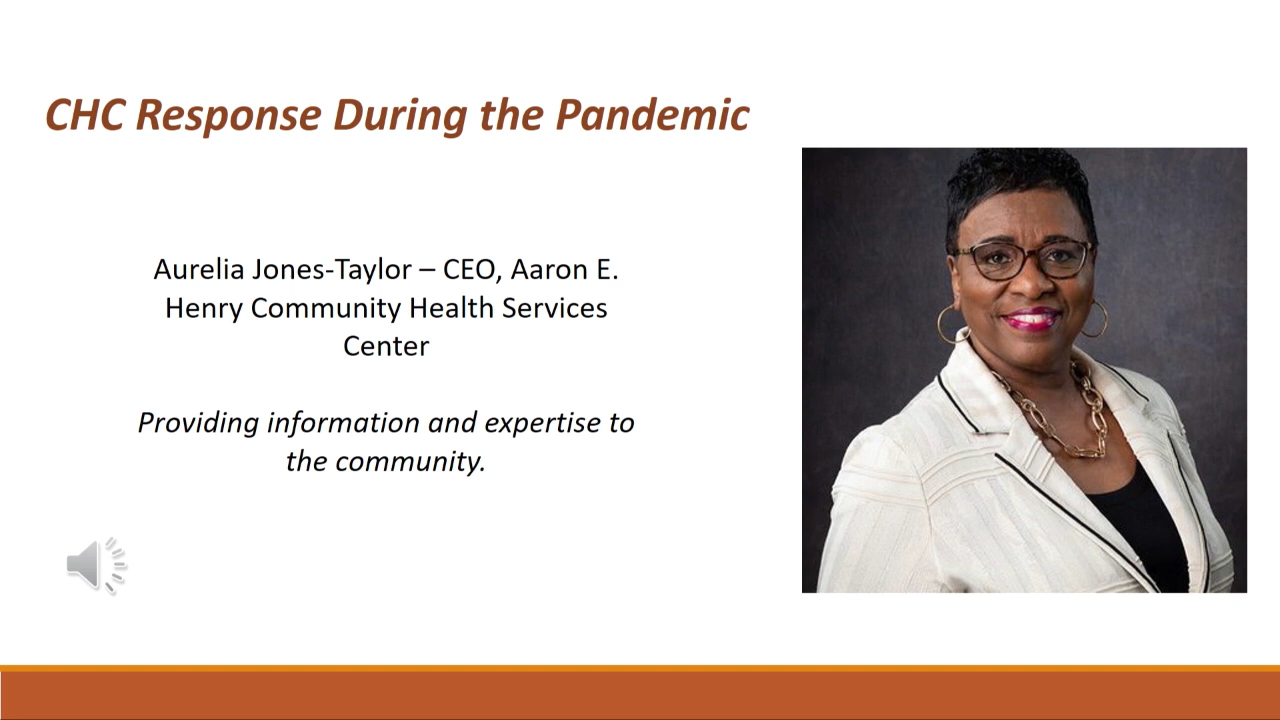 CHC Response During the Pandemic
Aurelia Jones-Taylor – CEO, Aaron E.
Henry Community Health Services
Center
Providing information and expertise to
the community.